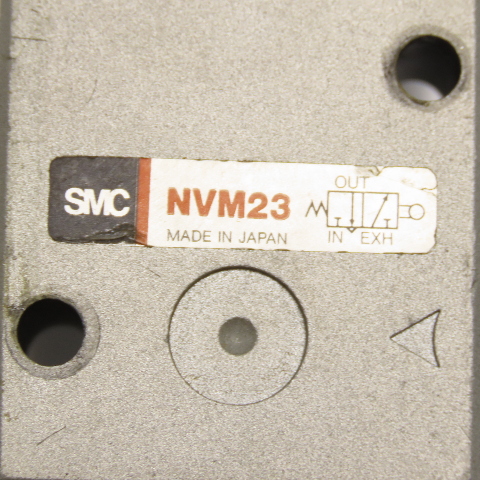 SMC NVM23 OUT
MADE IN JAPAN IN EXH